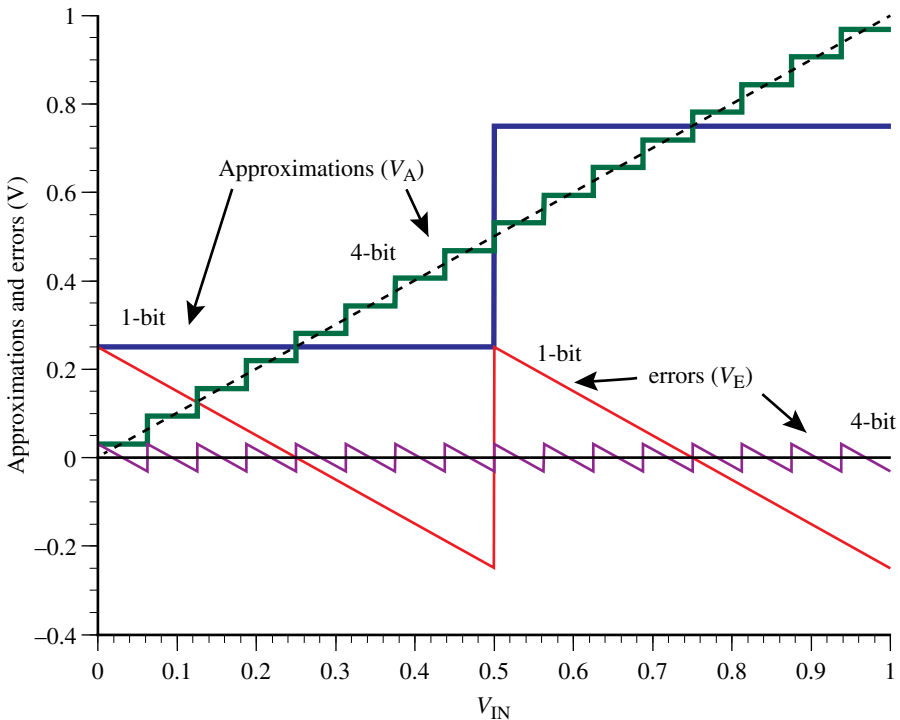 Approximations and errors (V)
1
0.8
0.6
0.4
0.2
0
–0.2
–0.4
Approximations (VA)
4-bit
1-bit
1-bit
errors (VE)
4-bit
0 0.1 0.2 0.3 0.4 0.5 0.6 0.7 0.8 0.9 1
VIN